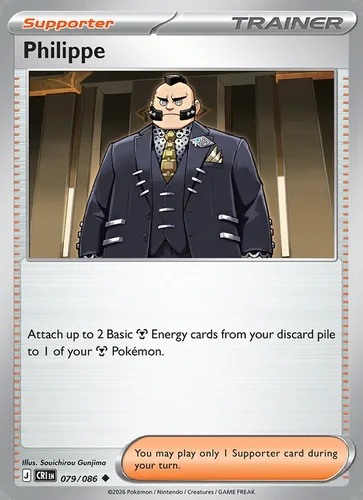 Supporter
TRAINER
Philippe
Attach up to 2 Basic Energy cards from your discard pile
to 1 of your Pokémon.
Illus. Souichirou Gunjima
J CRI EN 079/086
You may play only 1 Supporter card during
your turn.
©2026 Pokémon / Nintendo / Creatures / GAME FREAK